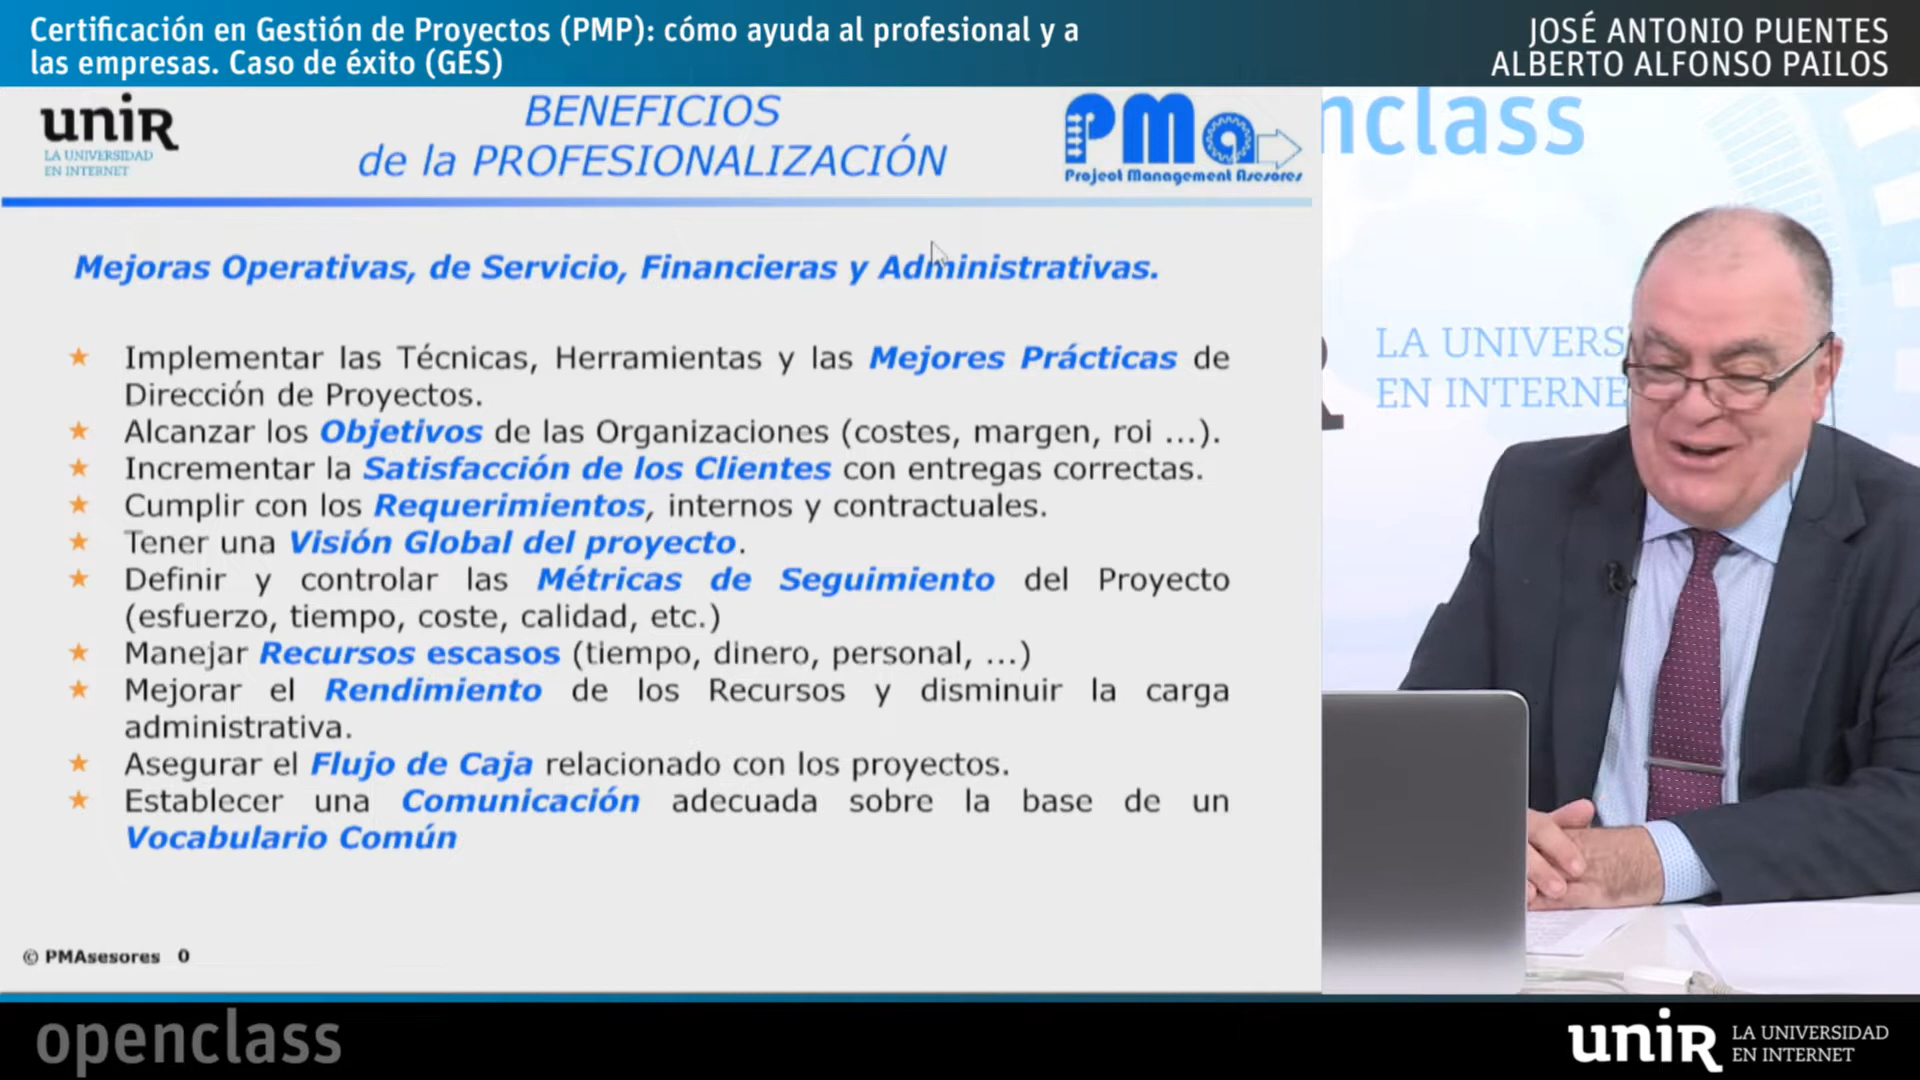 Certificación en Gestión de Proyectos (PMP): cómo ayuda al profesional y a
las empresas. Caso de éxito (GES)
JOSÉ ANTONIO PUENTES
ALBERTO ALFONSO PAILOS
unir
LA UNIVERSIDAD
EN INTERNET
BENEFICIOS
de la PROFESIONALIZACIÓN
PMa
Project Management Asesores
Mejoras Operativas, de Servicio, Financieras y Administrativas.
★ Implementar las Técnicas, Herramientas y las Mejores Prácticas de
Dirección de Proyectos.
★ Alcanzar los Objetivos de las Organizaciones (costes, margen, roi ...).
★ Incrementar la Satisfacción de los Clientes con entregas correctas.
★ Cumplir con los Requerimientos, internos y contractuales.
★ Tener una Visión Global del proyecto.
★ Definir y controlar las Métricas de Seguimiento del Proyecto
(esfuerzo, tiempo, coste, calidad, etc.)
★ Manejar Recursos escasos (tiempo, dinero, personal, ...)
★ Mejorar el Rendimiento de los Recursos y disminuir la carga
administrativa.
★ Asegurar el Flujo de Caja relacionado con los proyectos.
★ Establecer una Comunicación adecuada sobre la base de un
Vocabulario Común
© PMAsesores 0
nclass
LA UNIVERS
EN INTERNE
openclass
unir
LA UNIVERSIDAD
EN INTERNET